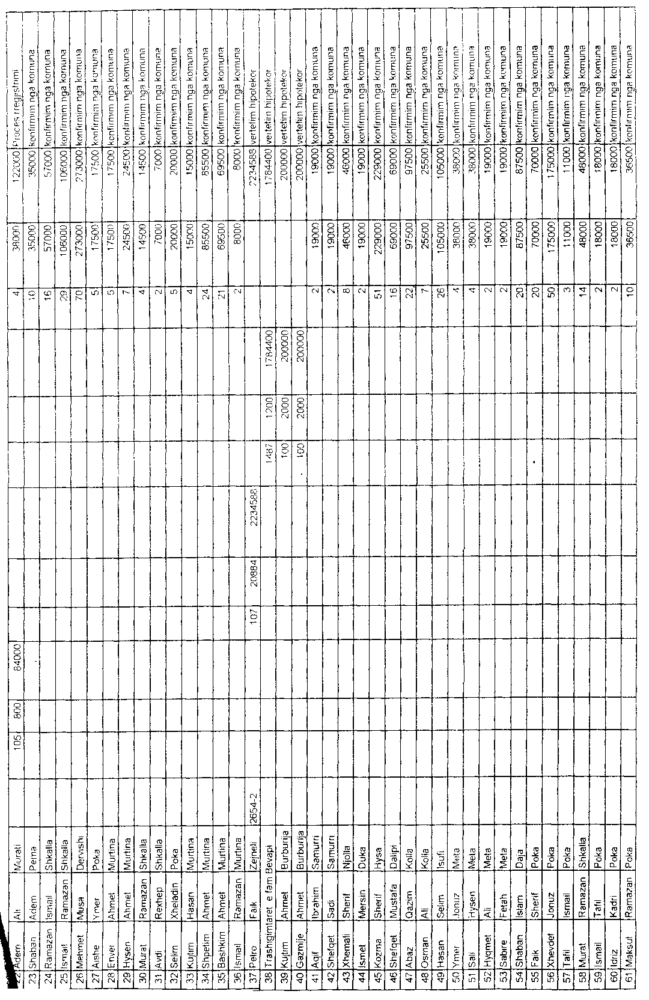 22 Adem Ali Murati 105 800 84000 4 38000 122000 Proces rregjistrimi
23 Shaban Adem Pema 10 35000 35000 konfirmim nga komuna
24 Ramazan Ismail Shkalla 16 57000 57000 konfirmim nga komuna
25 Ismail Ramazan Shkalla 29 106000 106000 konfirmim nga komuna
26 Mehmet Musa Dervishi 70 273000 273000 konfirmim nga komuna
27 Aishe Ymer Poka 5 17500 17500 konfirmim nga komuna
28 Enver Ahmet Murtina 5 17500 17500 konfirmim nga komuna
29 Hysen Ahmet Murtina 7 24500 24500 konfirmim nga komuna
30 Murat Ramazan Shkalla 4 14500 14500 konfirmim nga komuna
31 Avdi Rexhep Shkalla 2 7000 7000 konfirmim nga komuna
32 Selim Xheladin Poka 5 20000 20000 konfirmim nga komuna
33 Kujtim Hasan Murtina 4 15000 15000 konfirmim nga komuna
34 Shpetim Ahmet Murtina 24 85500 85500 konfirmim nga komuna
35 Bashkim Ahmet Murtina 21 69500 69500 konfirmim nga komuna
36 Ismail Ramazan Murtina 2 8000 8000 konfirmim nga komuna
37 Petro Faik Zejneli 2654-2 107 20884 2234588 2234588 vertetim hipotekor
38 Trashigimtaret e fam Bevapi 1487 1200 1784400 1784400 vertetim hipotekor
39 Kujtim Ahmet Burburija 100 2000 200000 200000 vertetim hipotekor
40 Gazmije Ahmet Burburija 100 2000 200000 200000 vertetim hipotekor
41 Aqif Ibrahim Samurri 2 19000 19000 konfirmim nga komuna
42 Shefqet Sadi Samurri 2 19000 19000 konfirmim nga komuna
43 Xhemali Sherif Njolla 8 46000 46000 konfirmim nga komuna
44 Ismet Mersin Duka 2 19000 19000 konfirmim nga komuna
45 Kozma Sherif Hysa 51 229000 229000 konfirmim nga komuna
46 Shefqet Mustafa Dalipi 16 69000 69000 konfirmim nga komuna
47 Abaz Qazim Kolla 22 97500 97500 konfirmim nga komuna
48 Osman Ali Kolla 7 25500 25500 konfirmim nga komuna
49 Hasan Selim Isufi 26 105000 105000 konfirmim nga komuna
50 Ymer Jonuz Meta 4 38000 38000 konfirmim nga komuna
51 Sali Hysen Meta 4 38000 38000 konfirmim nga komuna
52 Hyqmet Ali Meta 2 19000 19000 konfirmim nga komuna
53 Sabire Fetah Meta 2 19000 19000 konfirmim nga komuna
54 Shaban Islam Daja 20 87500 87500 konfirmim nga komuna
55 Faik Sherif Poka 20 70000 70000 konfirmim nga komuna
56 Xhevdet Jonuz Poka 50 175000 175000 konfirmim nga komuna
57 Tafil Ismail Poka 3 11000 11000 konfirmim nga komuna
58 Murat Ramazan Shkalla 14 48000 48000 konfirmim nga komuna
59 Ismail Tafil Poka 2 18000 18000 konfirmim nga komuna
60 Idriz Kadri Poka 2 18000 18000 konfirmim nga komuna
61 Maksut Ramazan Poka 10 36500 36500 konfirmim nga komuna